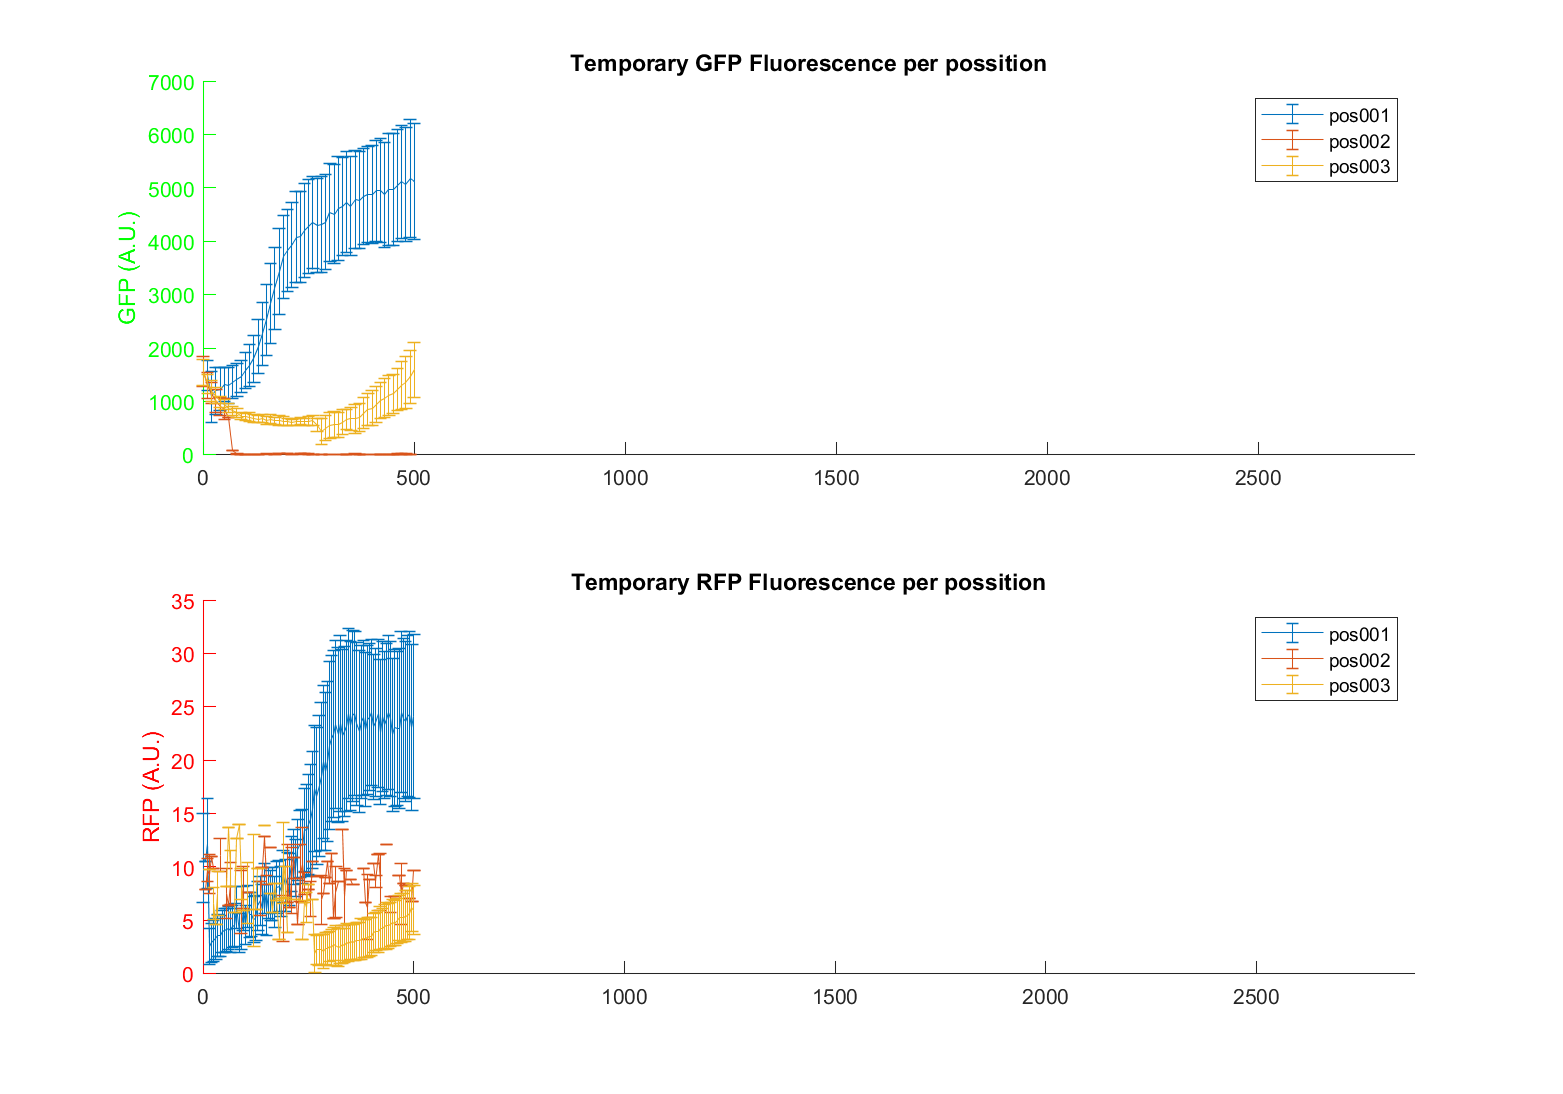 Temporary GFP Fluorescence per possition
7000
6000
5000
4000
3000
2000
1000
0
GFP (A.U.)
0 500 1000 1500 2000 2500
pos001
pos002
pos003
Temporary RFP Fluorescence per possition
35
30
25
20
15
10
5
0
RFP (A.U.)
0 500 1000 1500 2000 2500
pos001
pos002
pos003